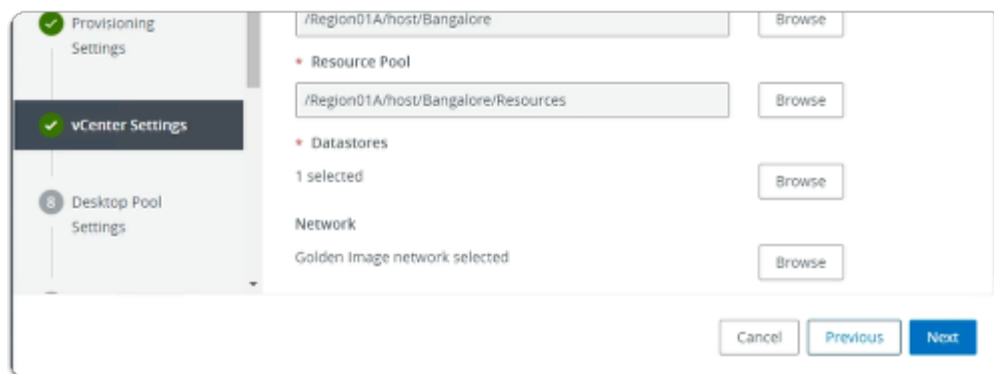 Provisioning
Settings
vCenter Settings
8
Desktop Pool
Settings
/Region01A/host/Bangalore
Browse
* Resource Pool
/Region01A/host/Bangalore/Resources
Browse
* Datastores
1 selected
Browse
Network
Golden Image network selected
Browse
Cancel
Previous
Next